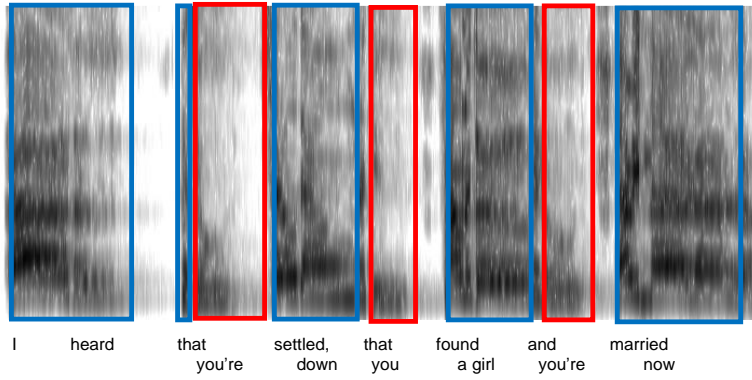 I heard that settled, that found and married
you're down you a girl you're now